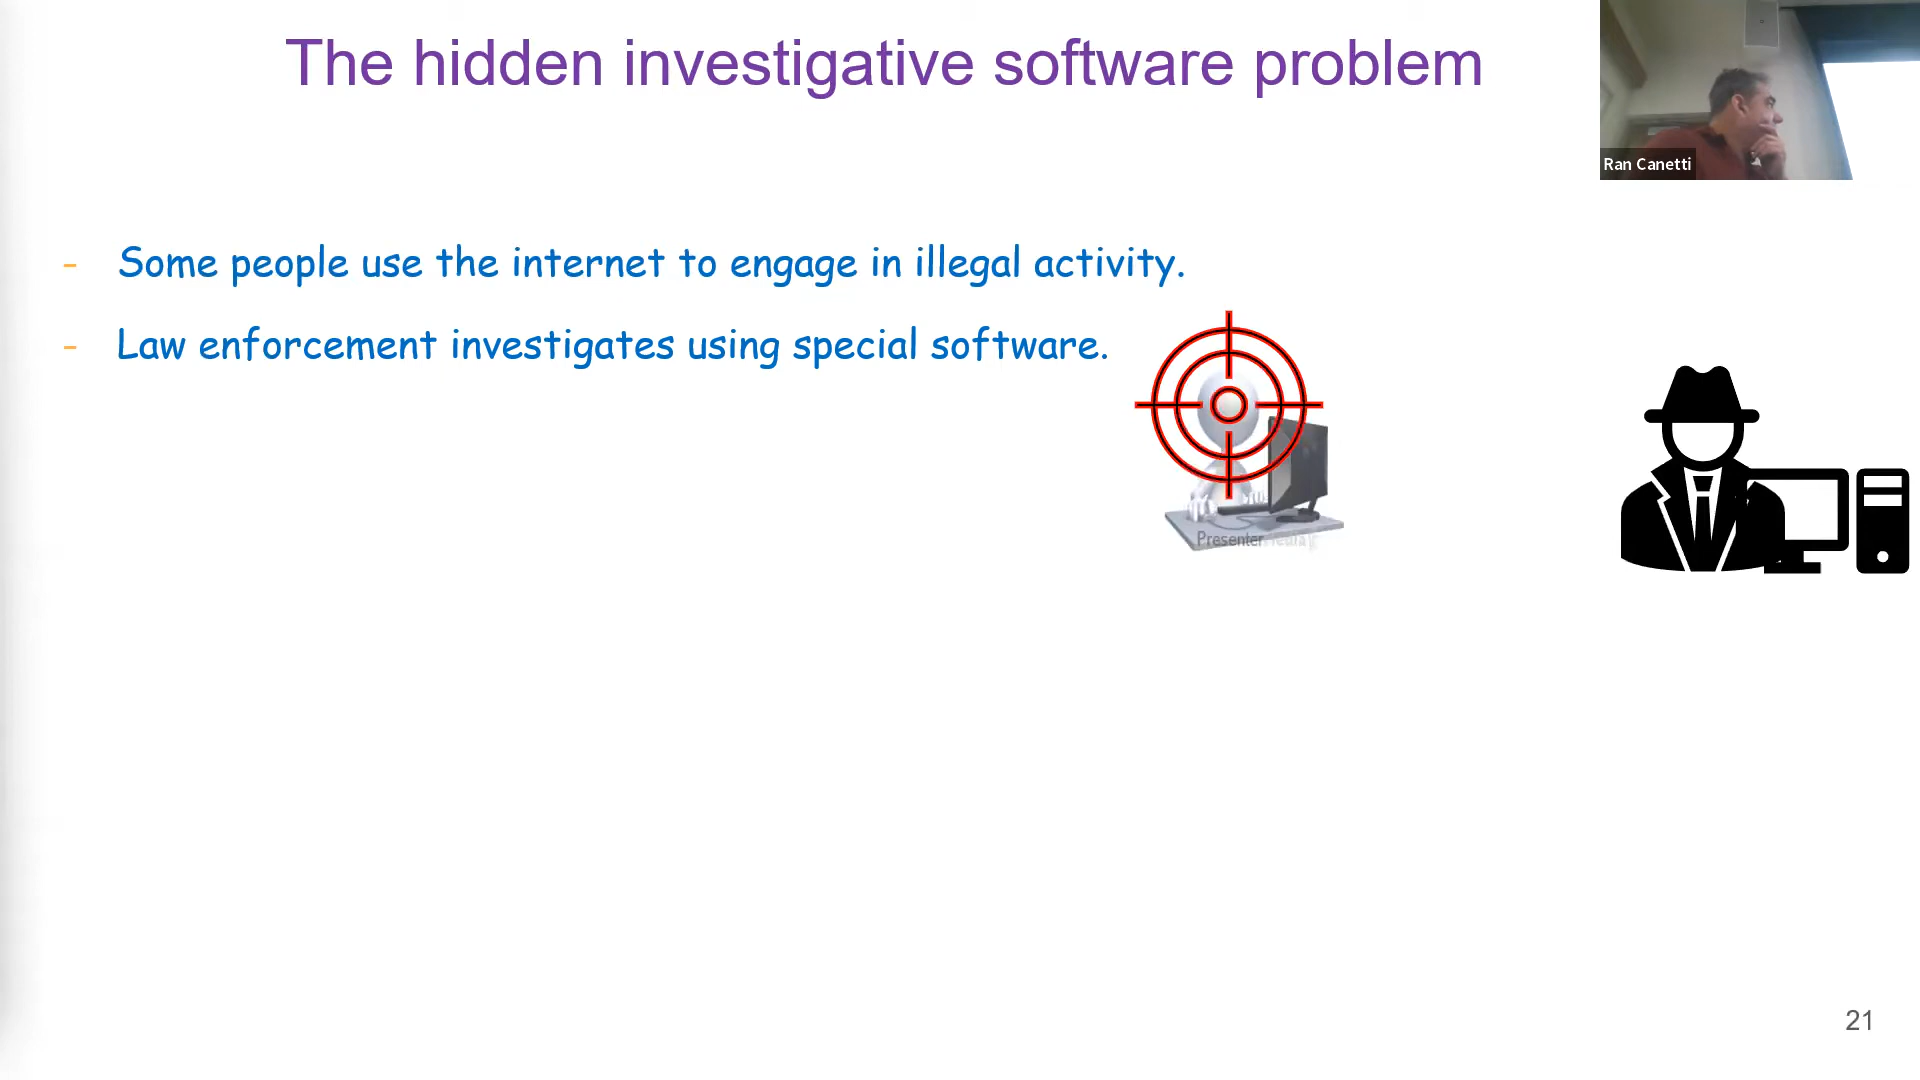 The hidden investigative software problem
Ran Canetti
- Some people use the internet to engage in illegal activity.
- Law enforcement investigates using special software.
PresenterMedia
21